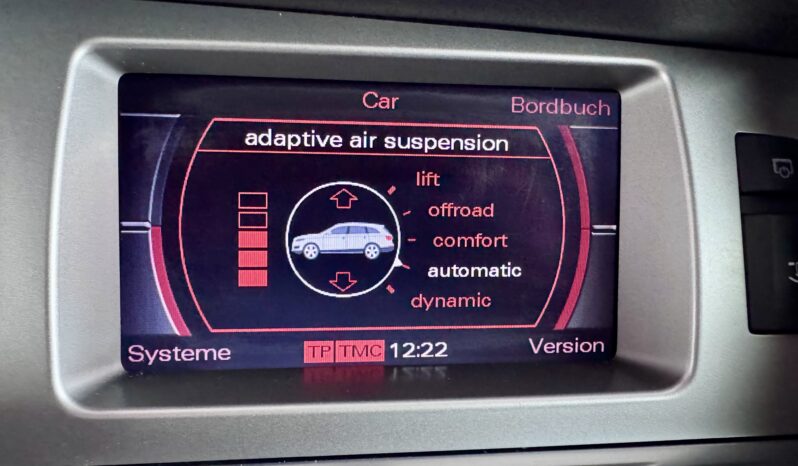 Car
Bordbuch
adaptive air suspension
lift
offroad
comfort
automatic
dynamic
Systeme
TP TMC 12:22
Version